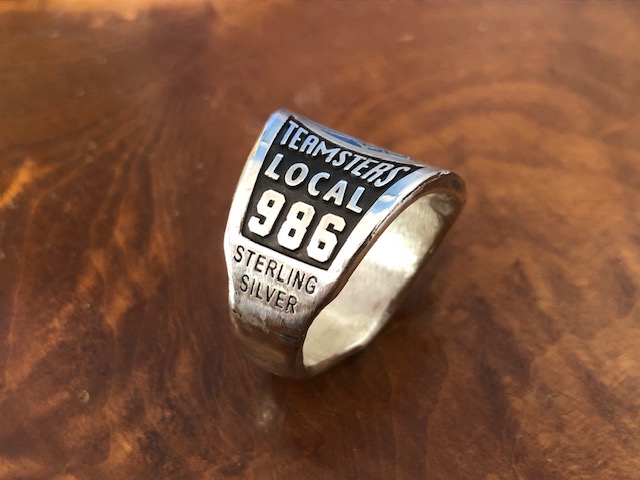 TEAMSTERS
LOCAL
986
STERLING
SILVER